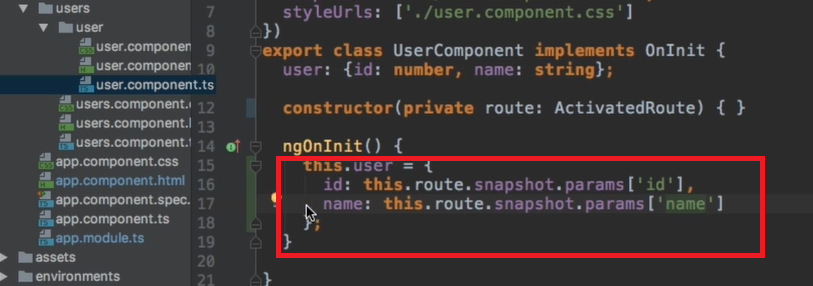 users
user
user.component
user.component
user.component.ts
users.component.
users.component.
users.component.
app.component.css
app.component.html
app.component.spec.
app.component.ts
app.module.ts
assets
environments
7 styleUrls: ['./user.component.css']
8 })
9 export class UserComponent implements OnInit {
10 user: {id: number, name: string};
12 constructor(private route: ActivatedRoute) { }
13
14 ngOnInit() {
15 this.user = {
16 id: this.route.snapshot.params['id'],
17 name: this.route.snapshot.params['name']
18 };
19 }
20
21 }